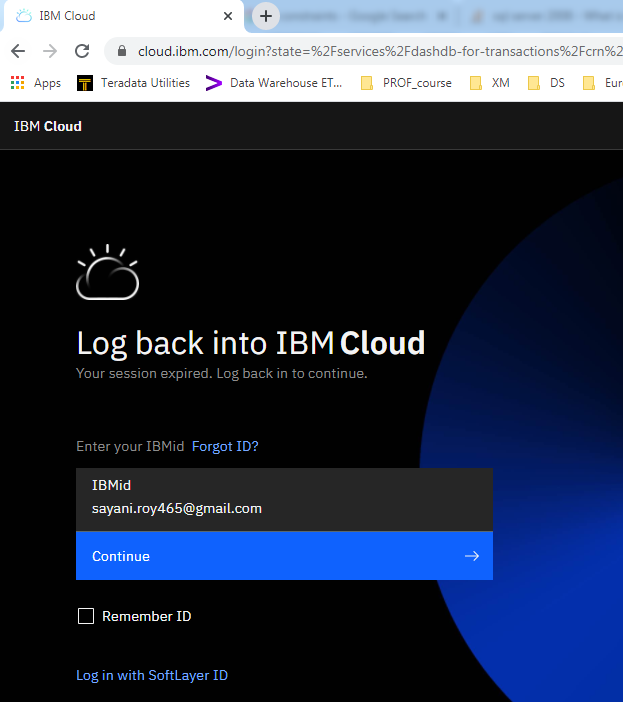 IBM Cloud
cloud.ibm.com/login?state=%2Fservices%2Fdashdb-for-transactions%2Fcrn%2
Apps Teradata Utilities Data Warehouse ET... PROF_course XM DS Eur
IBM Cloud
Log back into IBM Cloud
Your session expired. Log back in to continue.
Enter your IBMid Forgot ID?
IBMid
sayani.roy465@gmail.com
Continue
Remember ID
Log in with SoftLayer ID